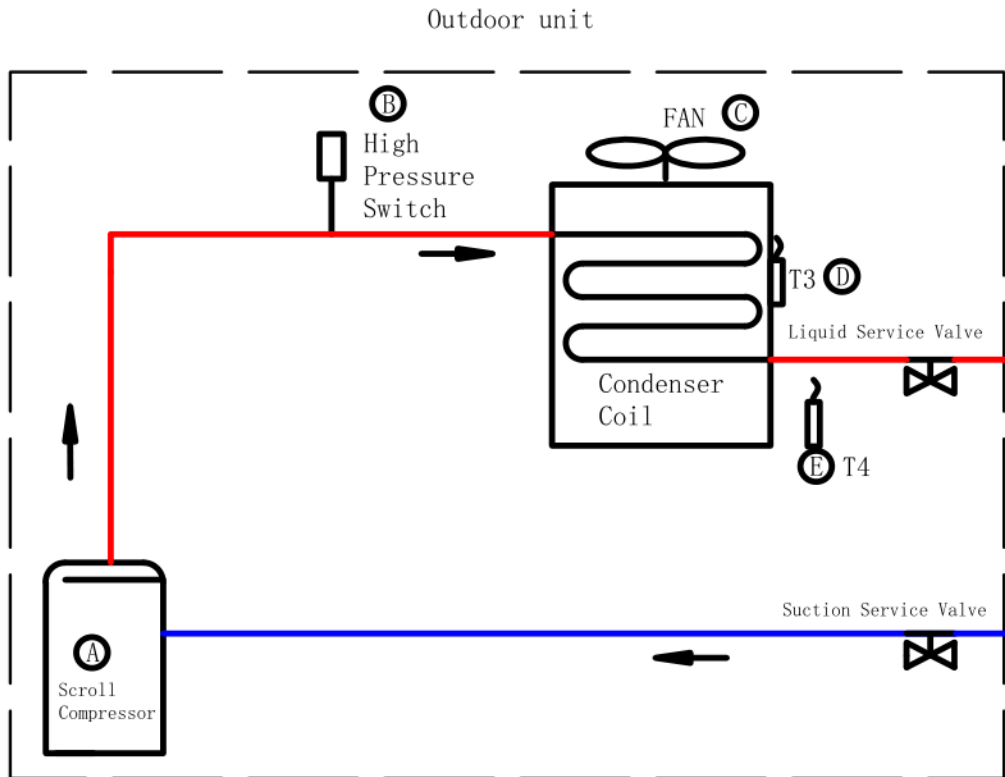 Outdoor unit
B
High
Pressure
Switch
FAN C
T3 D
Liquid Service Valve
Condenser
Coil
E T4
Suction Service Valve
A
Scroll
Compressor